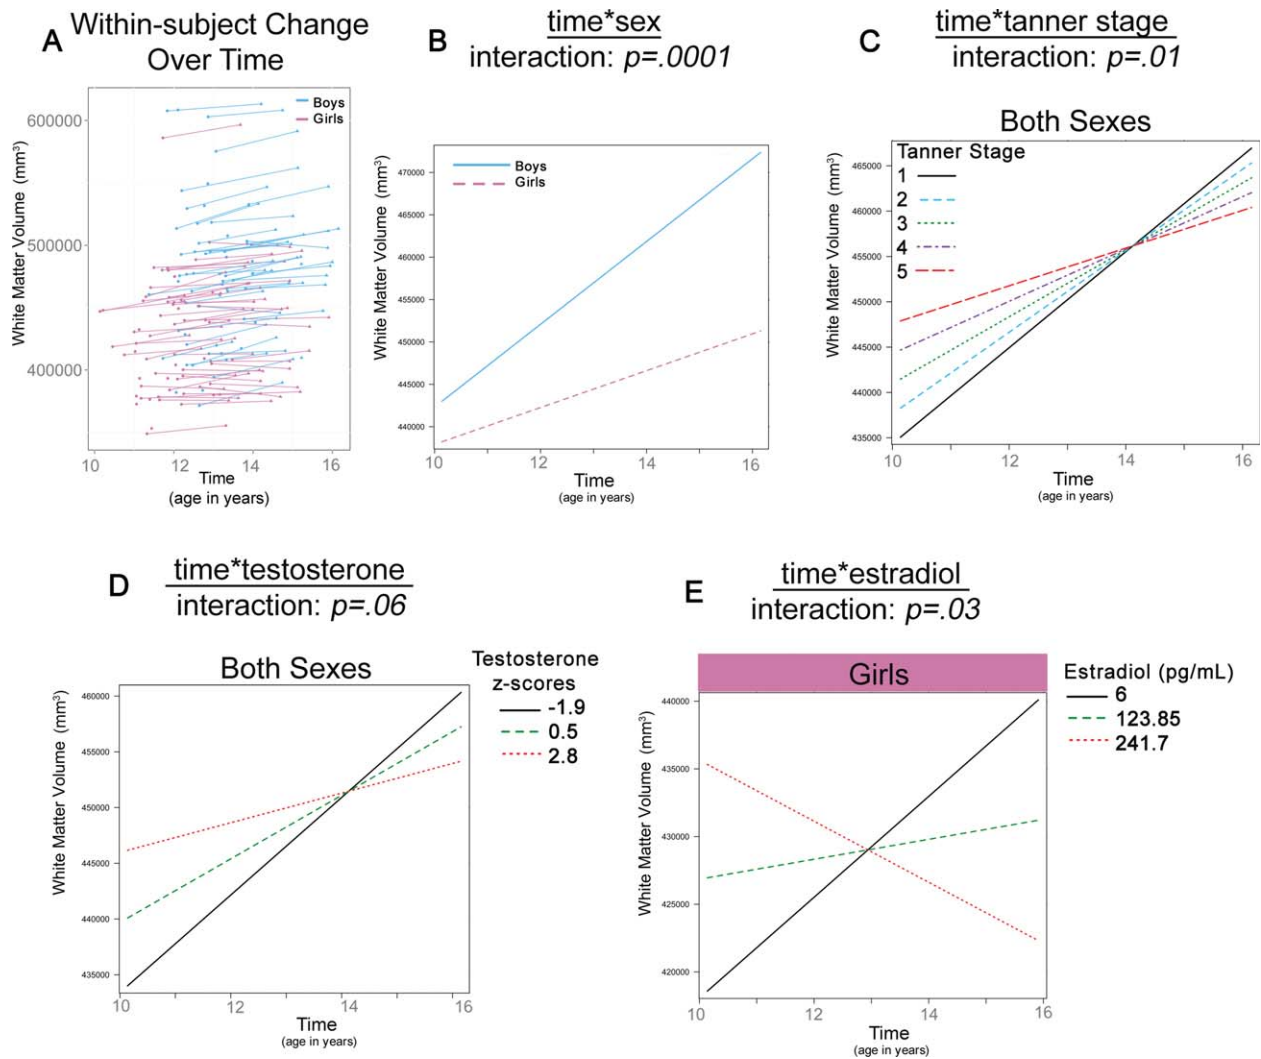 A
Within-subject Change
Over Time
White Matter Volume (mm³)
600000
500000
400000
Boys
Girls
10
12
14
16
Time
(age in years)
B
time*sex
interaction: p=.0001
White Matter Volume (mm³)
470000
465000
460000
455000
450000
445000
440000
Boys
Girls
10
12
14
16
Time
(age in years)
C
time*tanner stage
interaction: p=.01
Both Sexes
White Matter Volume (mm³)
465000
460000
455000
450000
445000
440000
435000
Tanner Stage
1
2
3
4
5
10
12
14
16
Time
(age in years)
D
time*testosterone
interaction: p=.06
Both Sexes
White Matter Volume (mm³)
460000
455000
450000
445000
440000
435000
10
12
14
16
Time
(age in years)
Testosterone
z-scores
-1.9
0.5
2.8
E
time*estradiol
interaction: p=.03
Girls
White Matter Volume (mm³)
440000
435000
430000
425000
420000
10
12
14
16
Time
(age in years)
Estradiol (pg/mL)
6
123.85
241.7